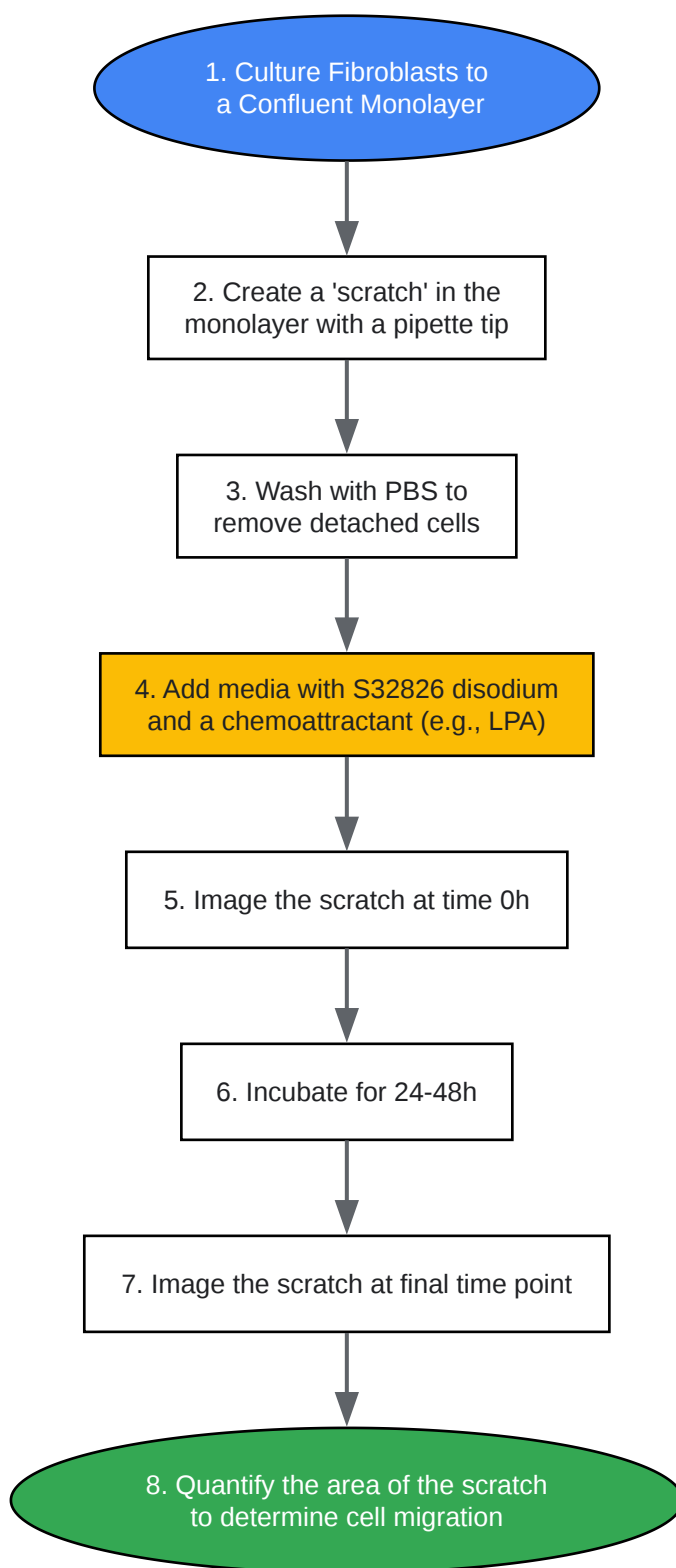 1. Culture Fibroblasts to
a Confluent Monolayer
2. Create a 'scratch' in the
monolayer with a pipette tip
3. Wash with PBS to
remove detached cells
4. Add media with S32826 disodium
and a chemoattractant (e.g., LPA)
5. Image the scratch at time 0h
6. Incubate for 24-48h
7. Image the scratch at final time point
8. Quantify the area of the scratch
to determine cell migration